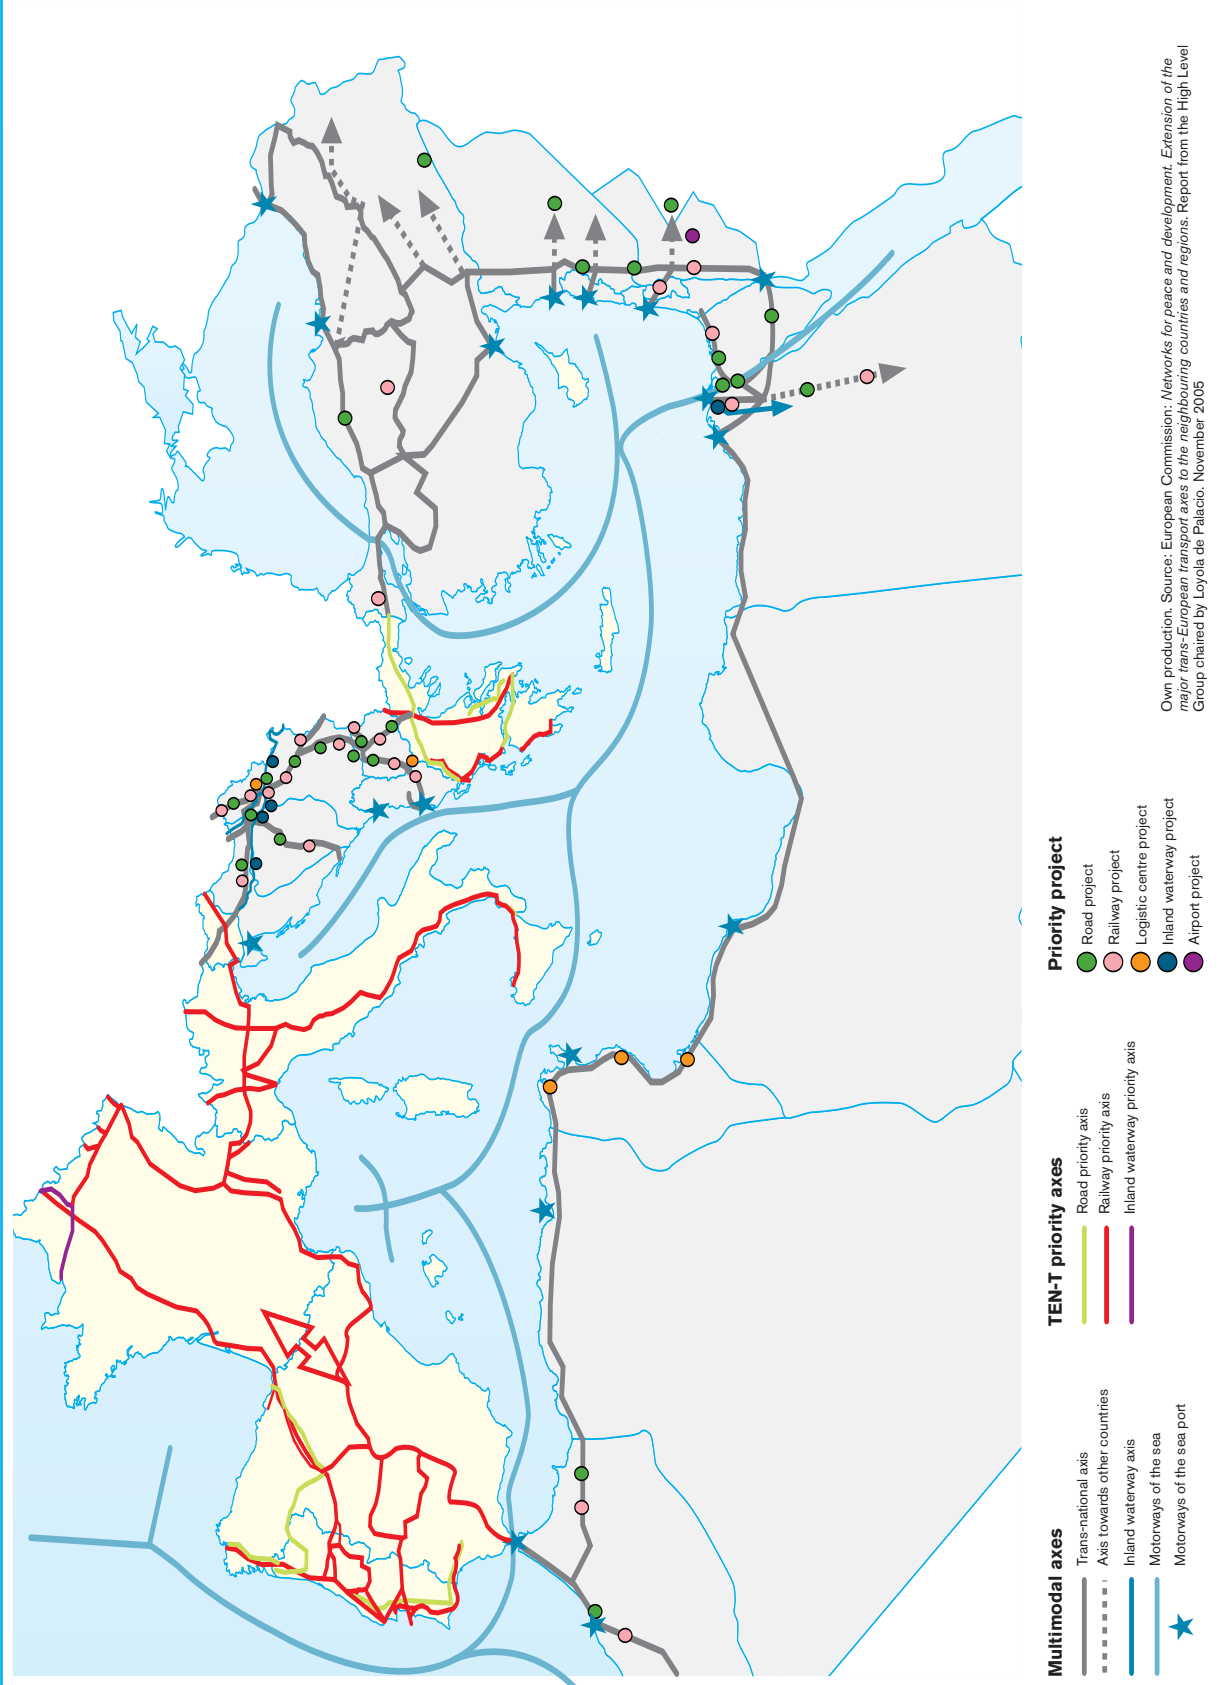 Multimodal axes
Trans-national axis
Axis towards other countries
Inland waterway axis
Motorways of the sea
Motorways of the sea port
TEN-T priority axes
Road priority axis
Railway priority axis
Inland waterway priority axis
Priority project
Road project
Railway project
Logistic centre project
Inland waterway project
Airport project
Own production. Source: European Commission: Networks for peace and development. Extension of the
major trans-European transport axes to the neighbouring countries and regions. Report from the High Level
Group chaired by Loyola de Palacio. November 2005